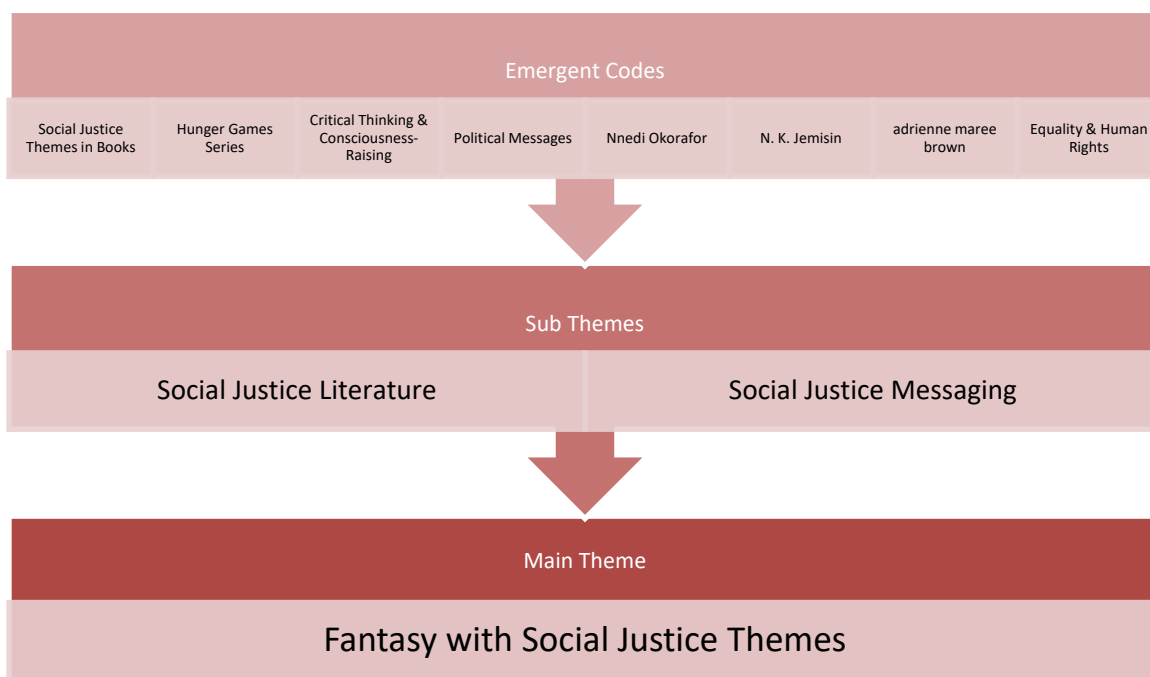 Emergent Codes
Social Justice
Themes in Books
Hunger Games
Series
Critical Thinking &
Consciousness-
Raising
Political Messages
Nnedi Okorafor
N. K. Jemisin
adrienne maree
brown
Equality & Human
Rights
Sub Themes
Social Justice Literature
Social Justice Messaging
Main Theme
Fantasy with Social Justice Themes